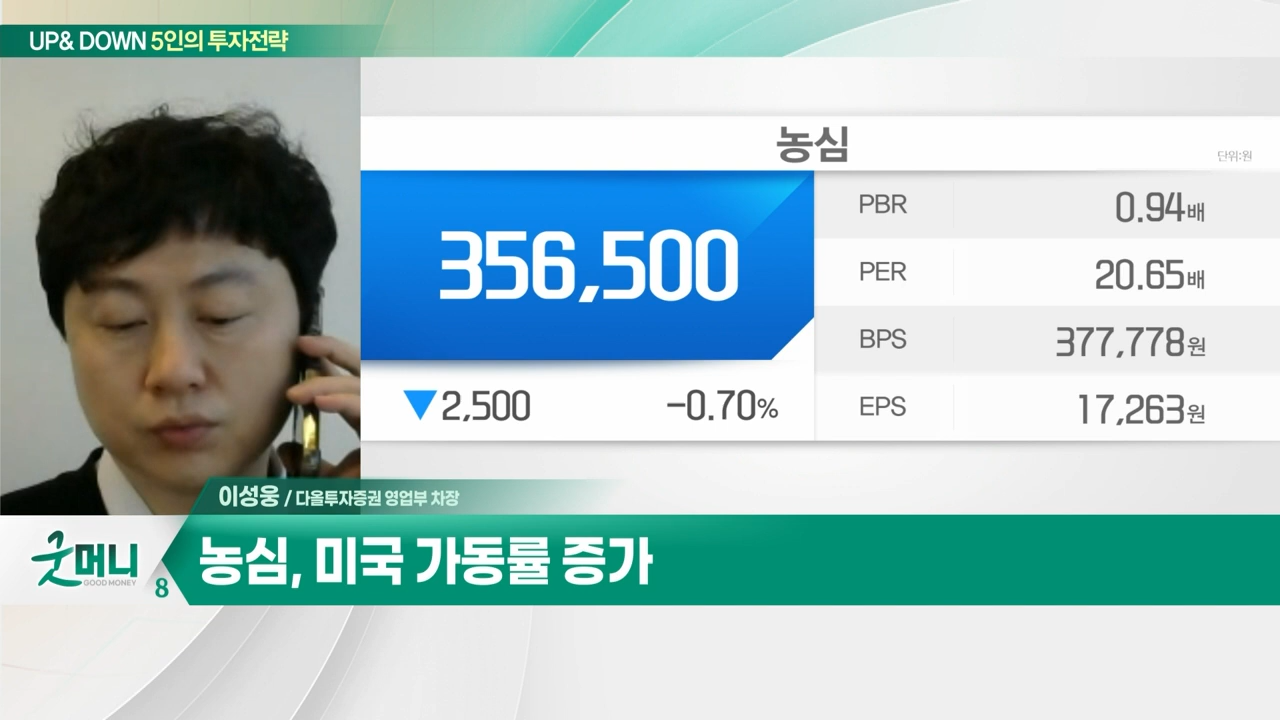 UP& DOWN 5인의 투자전략
농심
단위:원
356,500
▼2,500 -0.70%
PBR 0.94배
PER 20.65배
BPS 377,778원
EPS 17,263원
이성웅 / 다올투자증권 영업부 차장
굿머니
GOOD MONEY
8
농심, 미국 가동률 증가